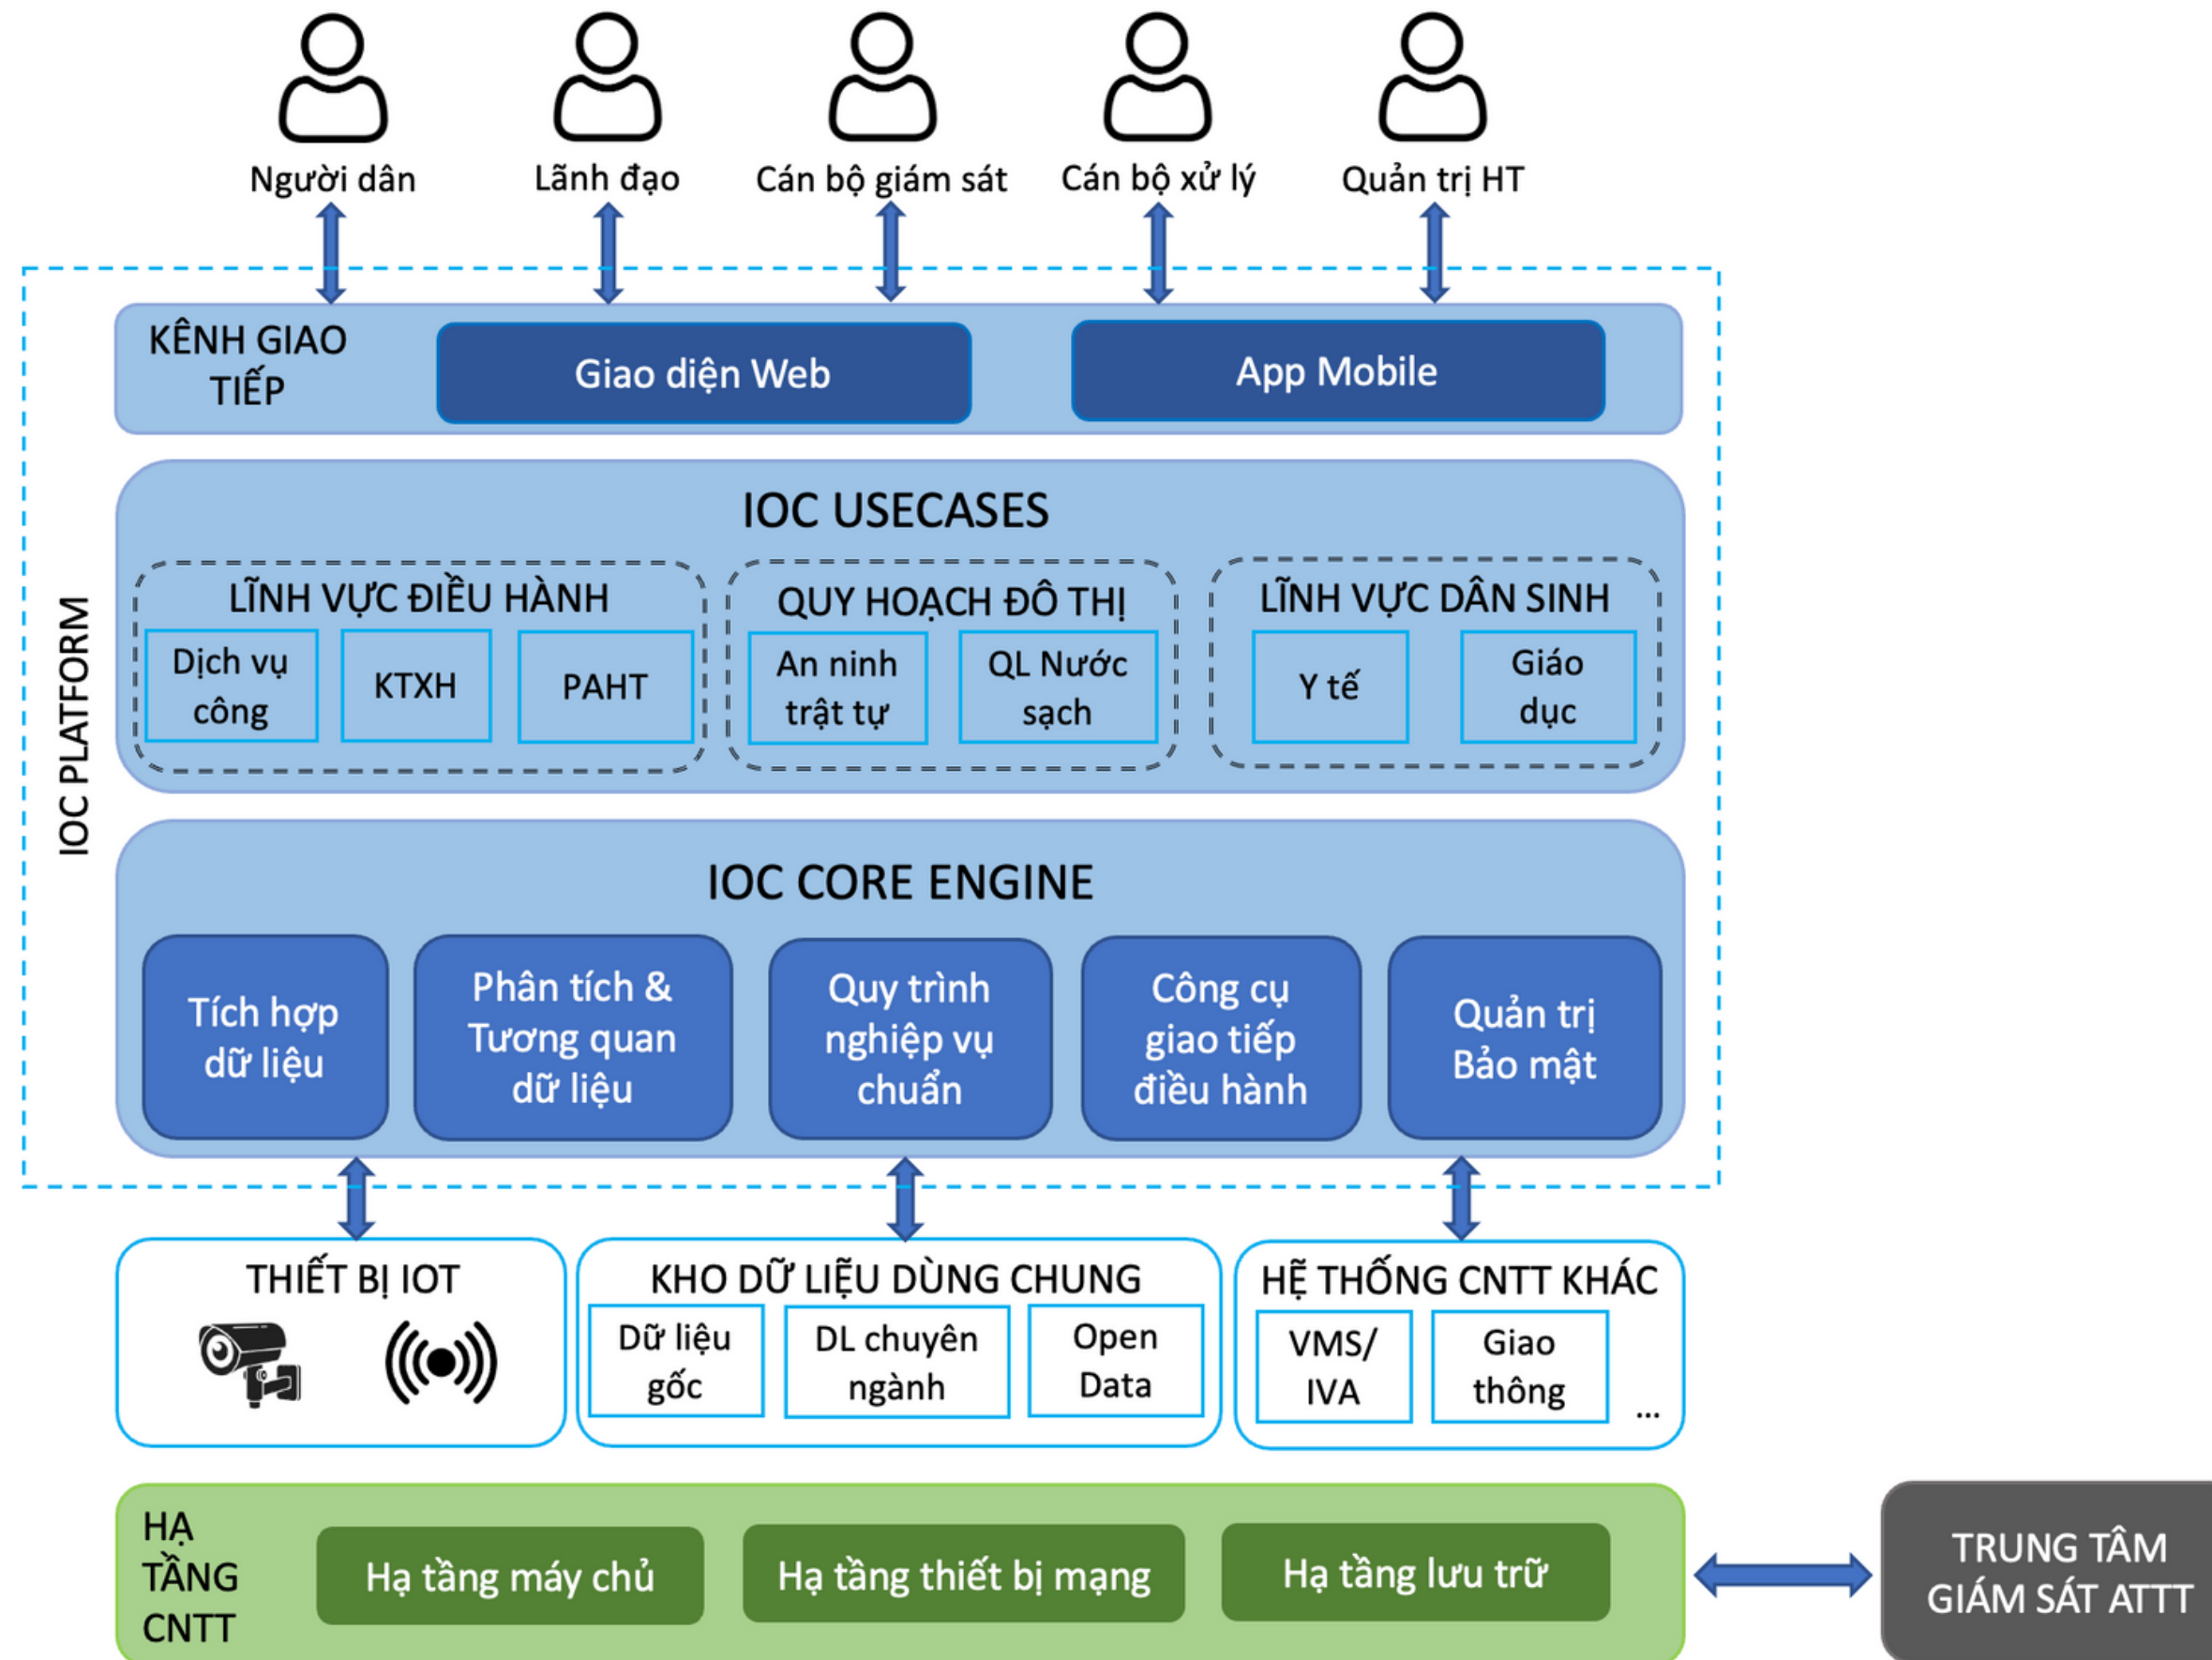 Người dân
Lãnh đạo
Cán bộ giám sát
Cán bộ xử lý
Quản trị HT
IOC PLATFORM
KÊNH GIAO
TIẾP
Giao diện Web
App Mobile
IOC USECASES
LĨNH VỰC ĐIỀU HÀNH
Dịch vụ
công
KTXH
PAHT
QUY HOẠCH ĐÔ THỊ
An ninh
trật tự
QL Nước
sạch
LĨNH VỰC DÂN SINH
Y tế
Giáo
dục
IOC CORE ENGINE
Tích hợp
dữ liệu
Phân tích &
Tương quan
dữ liệu
Quy trình
nghiệp vụ
chuẩn
Công cụ
giao tiếp
điều hành
Quản trị
Bảo mật
THIẾT BỊ IOT
KHO DỮ LIỆU DÙNG CHUNG
Dữ liệu
gốc
DL chuyên
ngành
Open
Data
HỆ THỐNG CNTT KHÁC
VMS/
IVA
Giao
thông
...
HẠ
TẦNG
CNTT
Hạ tầng máy chủ
Hạ tầng thiết bị mạng
Hạ tầng lưu trữ
TRUNG TÂM
GIÁM SÁT ATTT